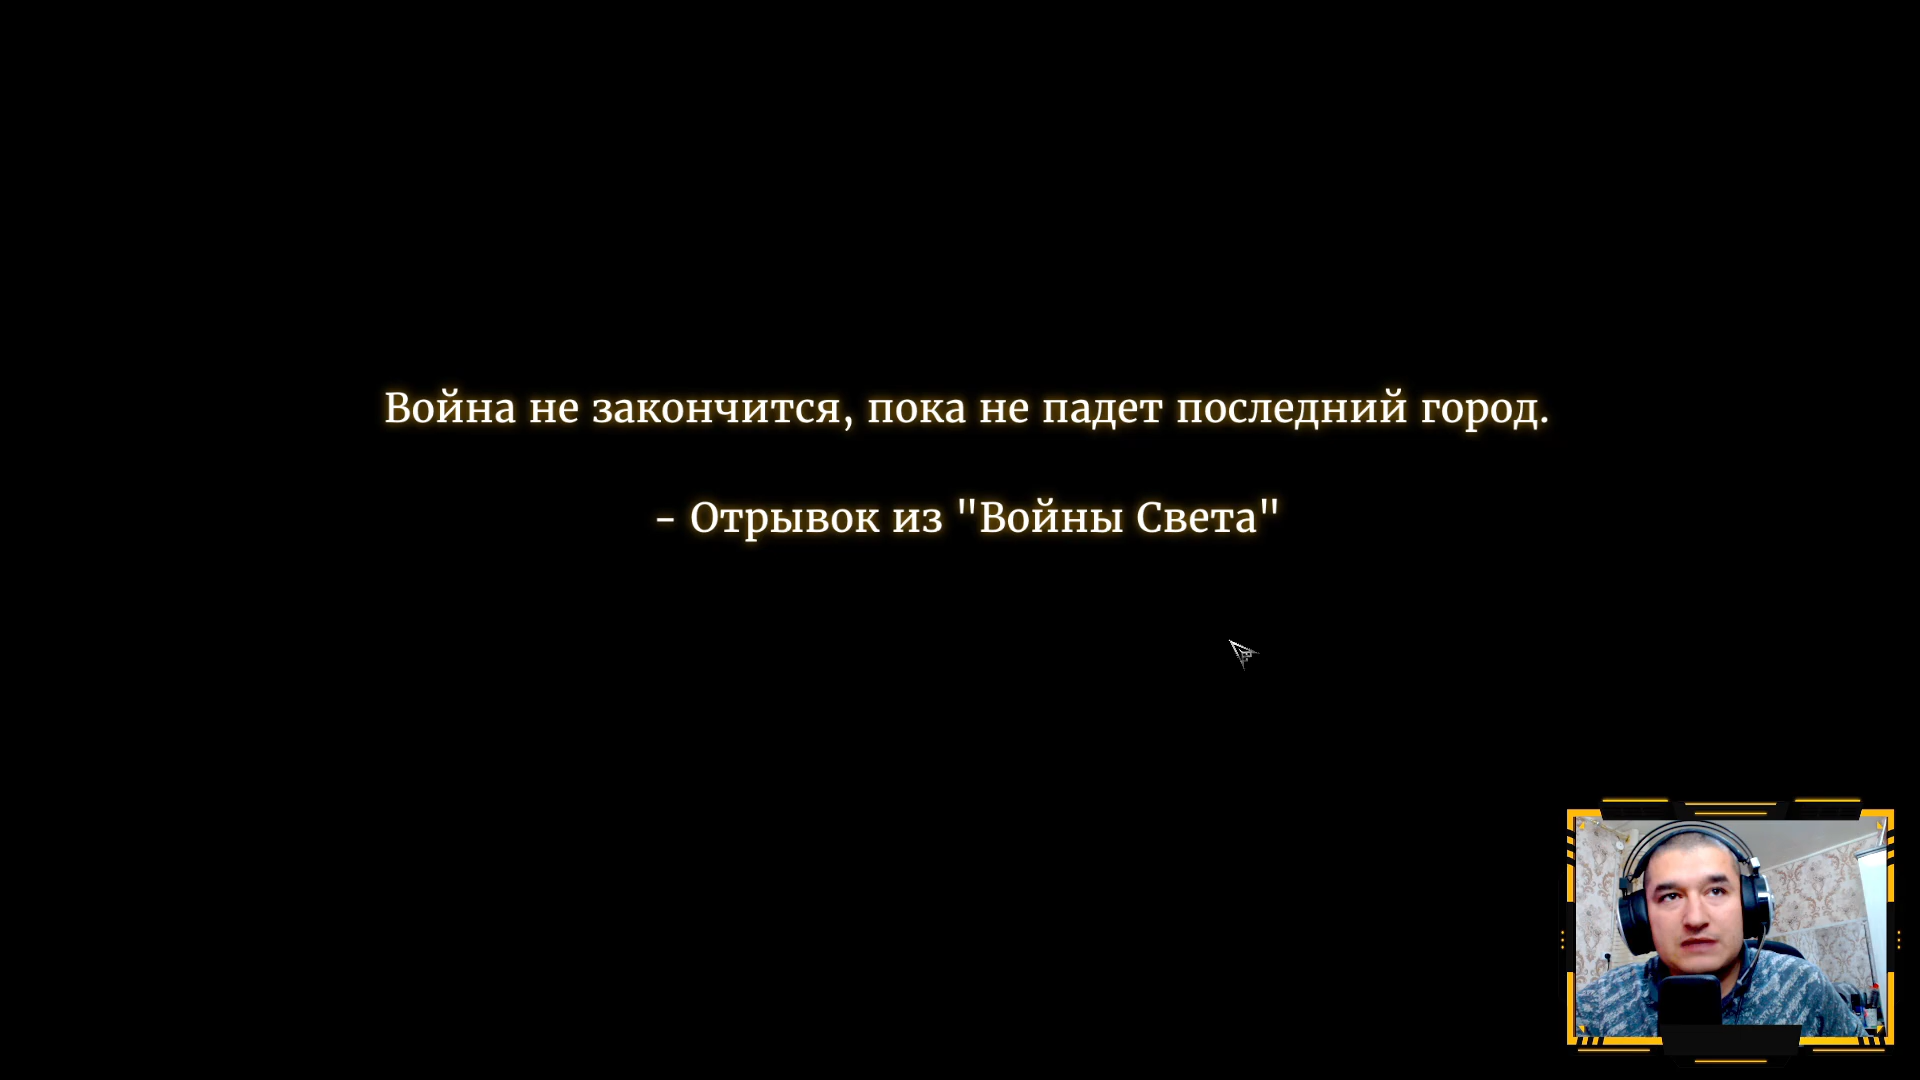 Война не закончится, пока не падет последний город.
- Отрывок из "Войны Света"